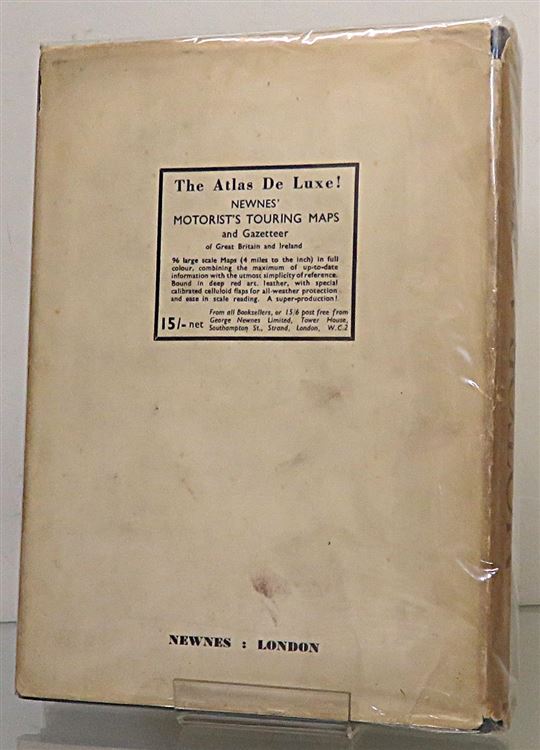 The Atlas De Luxe!
NEWNES'
MOTORIST'S TOURING MAPS
and Gazetteer
of Great Britain and Ireland
96 large scale Maps (4 miles to the inch) in full
colour, combining the maximum of up-to-date
information with the utmost simplicity of reference.
Bound in deep red art. leather, with special
calibrated celluloid flaps for all-weather protection
and ease in scale reading. A super-production!
15/- net
From all Booksellers, or 15/6 post free from
George Newnes Limited, Tower House,
Southampton St., Strand, London, W.C.2
NEWNES : LONDON